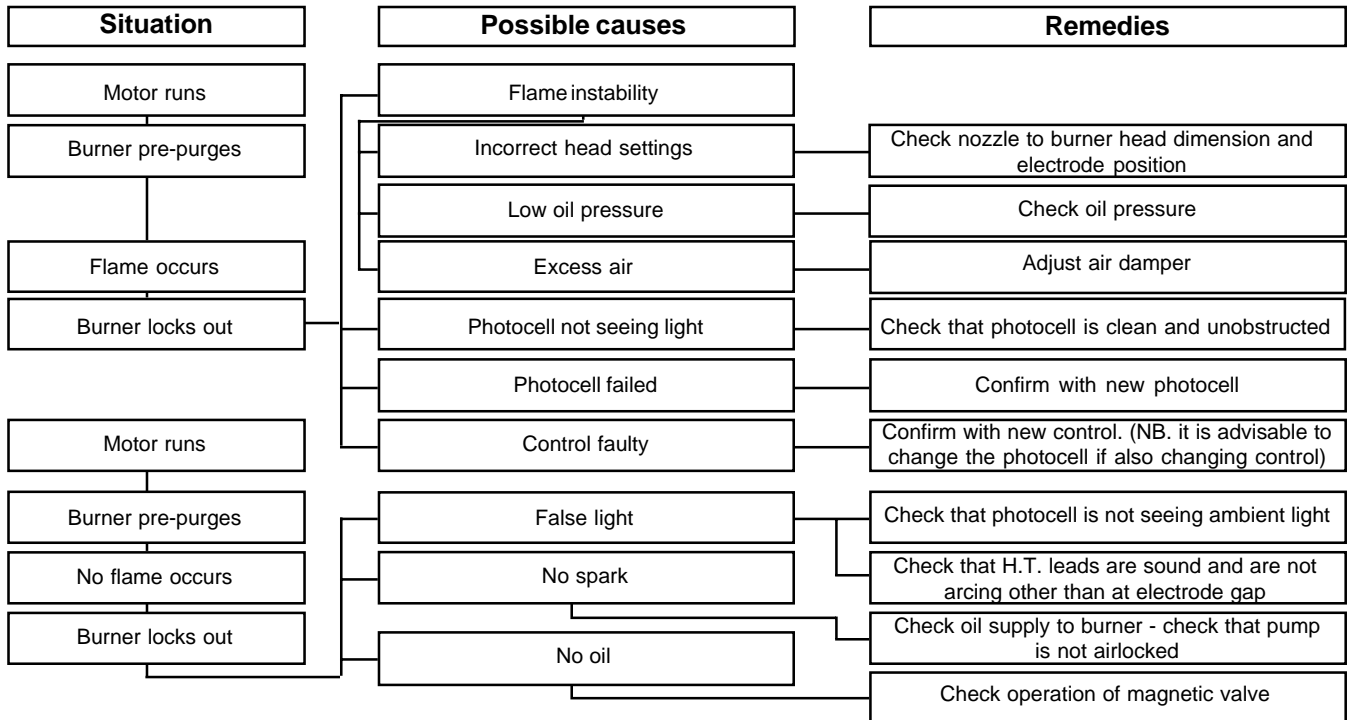 Situation
Possible causes
Remedies
Motor runs
Flame instability
Burner pre-purges
Incorrect head settings
Check nozzle to burner head dimension and
electrode position
Low oil pressure
Check oil pressure
Flame occurs
Excess air
Adjust air damper
Burner locks out
Photocell not seeing light
Check that photocell is clean and unobstructed
Photocell failed
Confirm with new photocell
Motor runs
Control faulty
Confirm with new control. (NB. it is advisable to
change the photocell if also changing control)
Burner pre-purges
False light
Check that photocell is not seeing ambient light
No flame occurs
No spark
Check that H.T. leads are sound and are not
arcing other than at electrode gap
Burner locks out
Check oil supply to burner - check that pump
is not airlocked
No oil
Check operation of magnetic valve